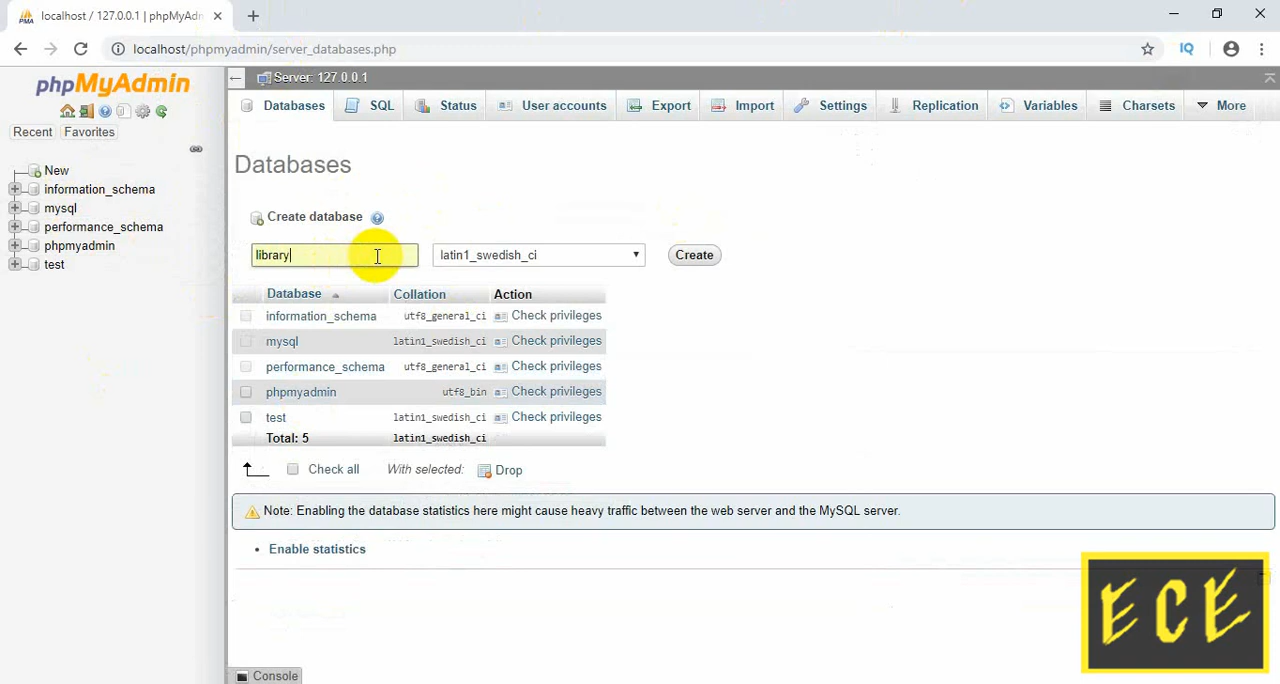 localhost / 127.0.0.1 | phpMyAdm
localhost/phpmyadmin/server_databases.php
IQ
phpMyAdmin
Recent Favorites
New
information_schema
mysql
performance_schema
phpmyadmin
test
Server: 127.0.0.1
Databases SQL Status User accounts Export Import Settings Replication Variables Charsets More
Databases
Create database
library latin1_swedish_ci Create
Database Collation Action
information_schema utf8_general_ci Check privileges
mysql latin1_swedish_ci Check privileges
performance_schema utf8_general_ci Check privileges
phpmyadmin utf8_bin Check privileges
test latin1_swedish_ci Check privileges
Total: 5 latin1_swedish_ci
Check all With selected: Drop
Note: Enabling the database statistics here might cause heavy traffic between the web server and the MySQL server.
• Enable statistics
ECE
Console